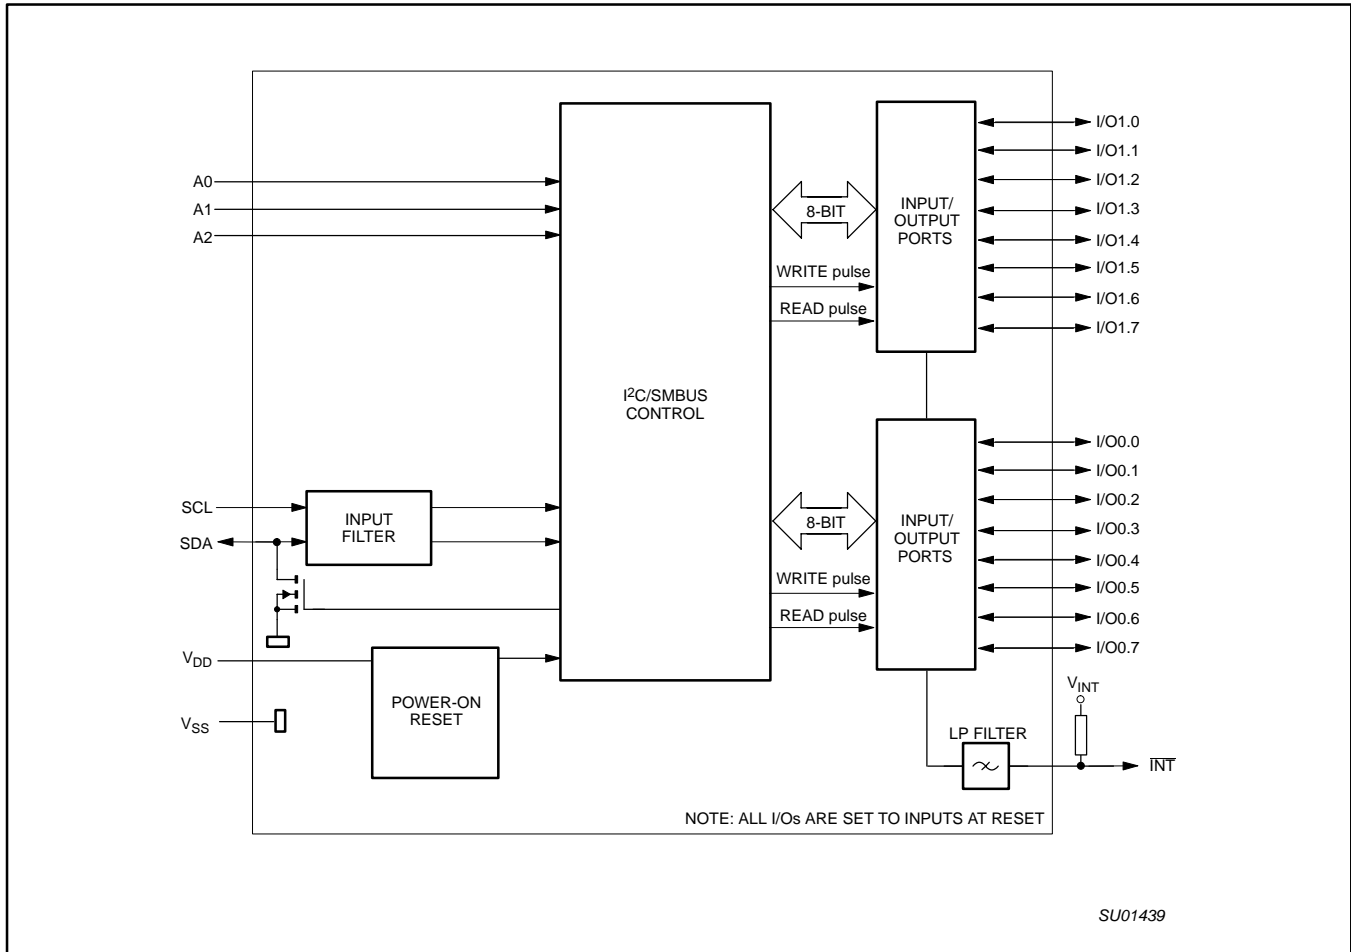 A0
A1
A2
SCL
SDA
VDD
VSS
INPUT
FILTER
POWER-ON
RESET
I2C/SMBUS
CONTROL
8-BIT
WRITE pulse
READ pulse
INPUT/
OUTPUT
PORTS
I/O1.0
I/O1.1
I/O1.2
I/O1.3
I/O1.4
I/O1.5
I/O1.6
I/O1.7
8-BIT
WRITE pulse
READ pulse
INPUT/
OUTPUT
PORTS
I/O0.0
I/O0.1
I/O0.2
I/O0.3
I/O0.4
I/O0.5
I/O0.6
I/O0.7
VINT
LP FILTER
INT
NOTE: ALL I/Os ARE SET TO INPUTS AT RESET
SU01439